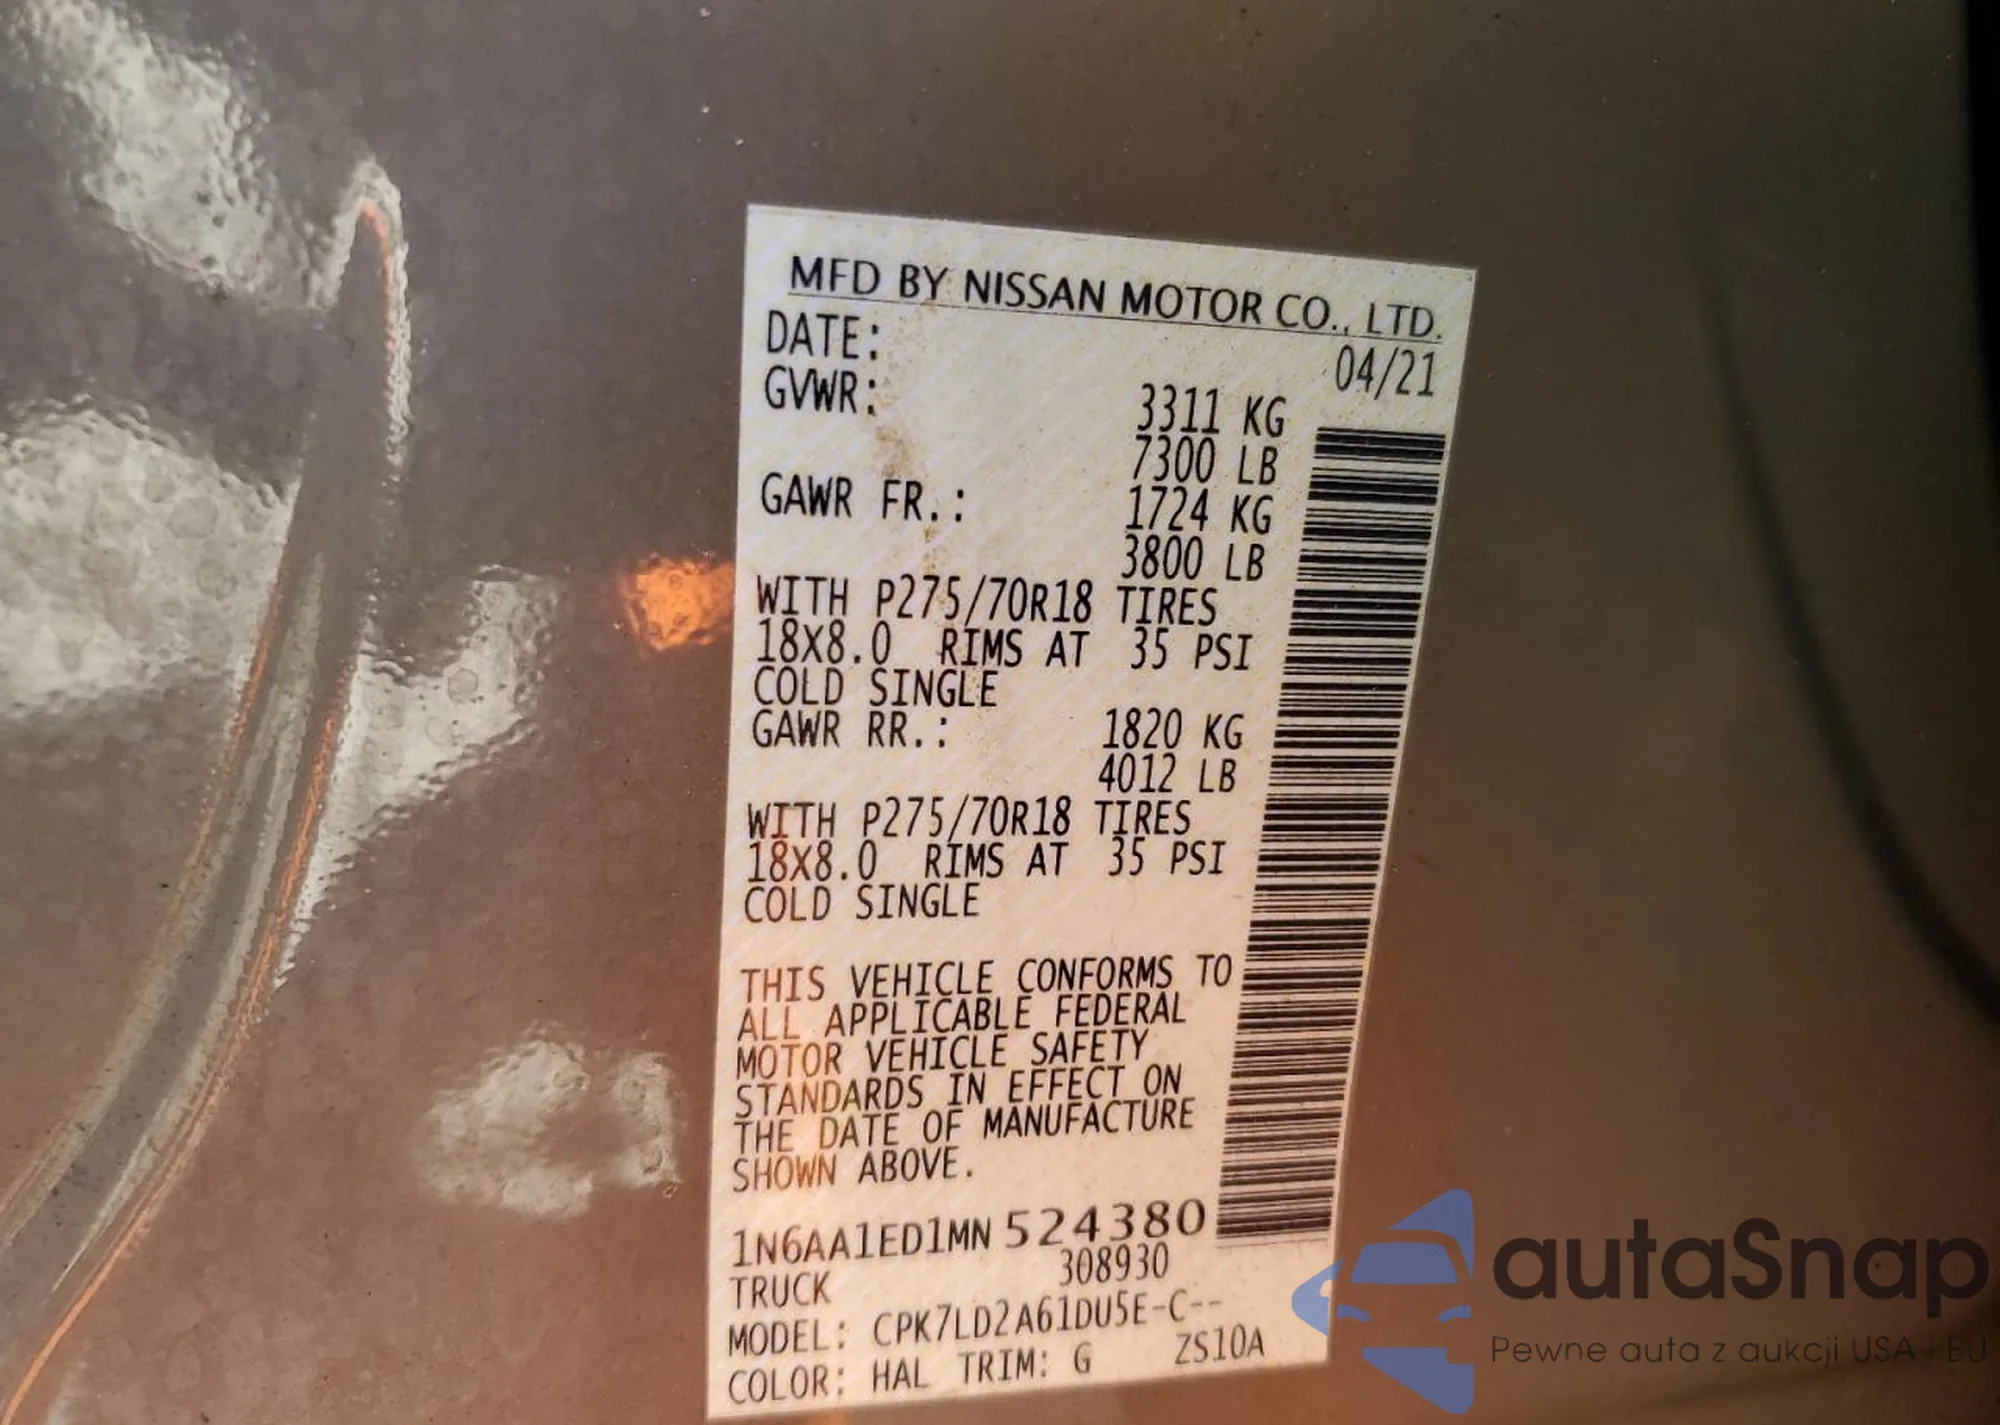 MFD BY NISSAN MOTOR CO., LTD.
DATE: 04/21
GVWR: 3311 KG
7300 LB
GAWR FR.: 1724 KG
3800 LB
WITH P275/70R18 TIRES
18X8.0 RIMS AT 35 PSI
COLD SINGLE
GAWR RR.: 1820 KG
4012 LB
WITH P275/70R18 TIRES
18X8.0 RIMS AT 35 PSI
COLD SINGLE
THIS VEHICLE CONFORMS TO
ALL APPLICABLE FEDERAL
MOTOR VEHICLE SAFETY
STANDARDS IN EFFECT ON
THE DATE OF MANUFACTURE
SHOWN ABOVE.
1N6AA1ED1MN 524380
TRUCK 308930
MODEL: CPK7LD2A61DU5E-C--
COLOR: HAL TRIM: G ZS10A
autaSnap
Pewne auta z aukcji USA i EU